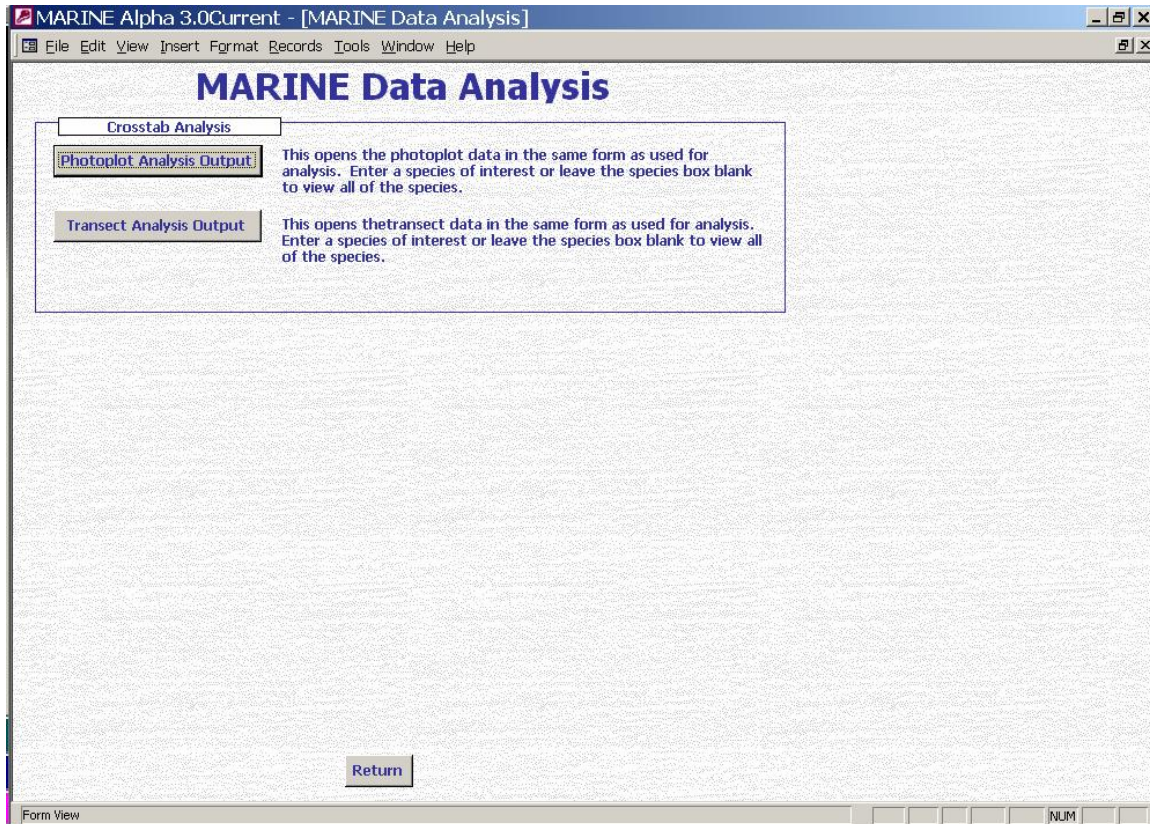 MARINE Alpha 3.0Current - [MARINE Data Analysis]
File Edit View Insert Format Records Tools Window Help
MARINE Data Analysis
Crosstab Analysis
Photoplot Analysis Output
This opens the photoplot data in the same form as used for
analysis. Enter a species of interest or leave the species box blank
to view all of the species.
Transect Analysis Output
This opens thetransect data in the same form as used for analysis.
Enter a species of interest or leave the species box blank to view all
of the species.
Return
Form View
NUM